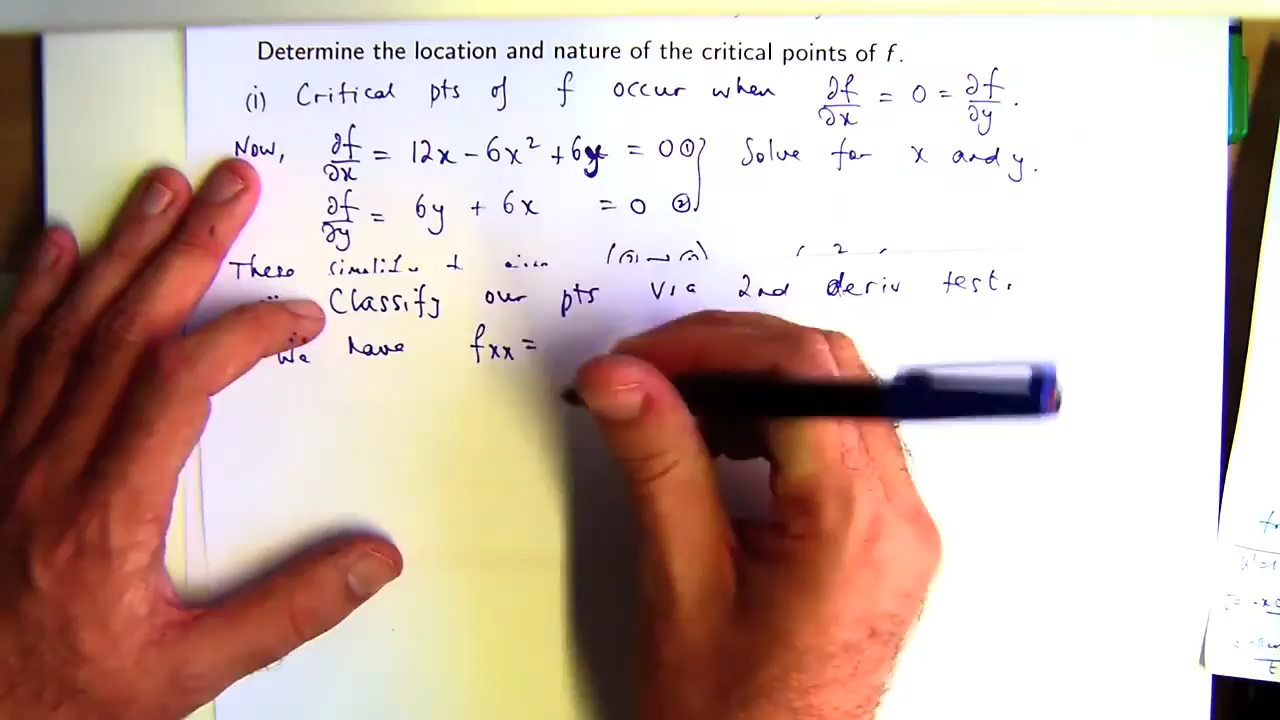 Determine the location and nature of the critical points of f.
(i) Critical pts of f occur when ∂f/∂x = 0 = ∂f/∂y.
Now, ∂f/∂x = 12x - 6x² + 6y = 0 ① } Solve for x and y.
∂f/∂y = 6y + 6x = 0 ②
These
Classify our pts via 2nd deriv test.
We have fxx =